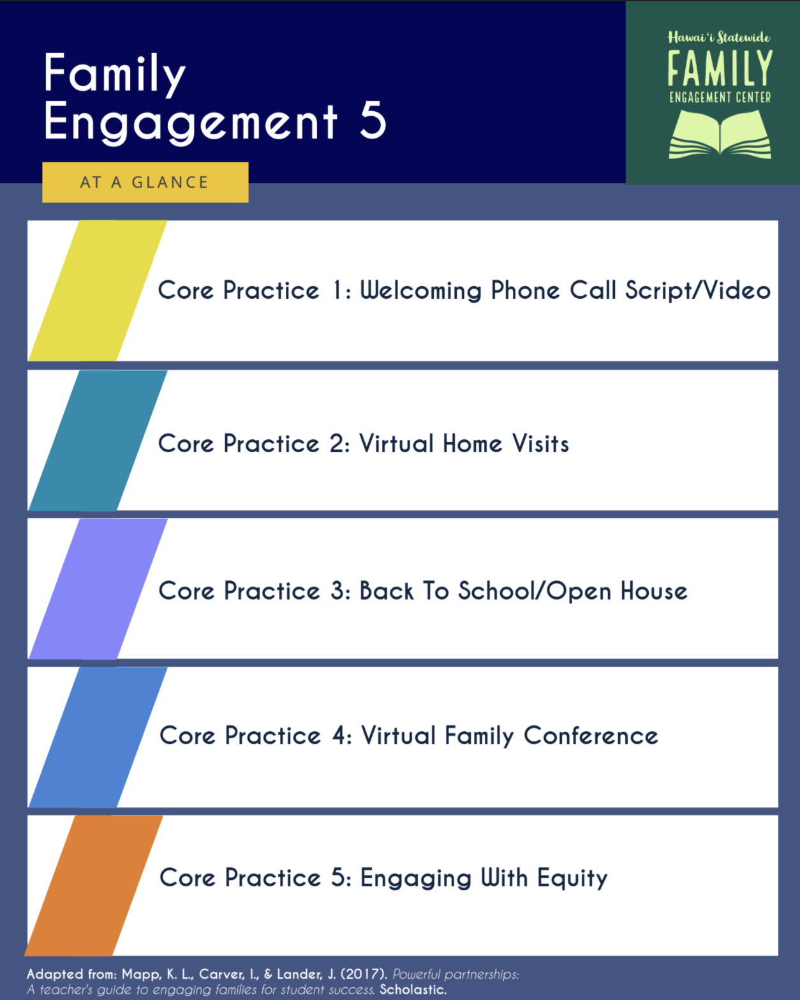 Family
Engagement 5
Hawaiʻi Statewide
FAMILY
ENGAGEMENT CENTER
AT A GLANCE
Core Practice 1: Welcoming Phone Call Script/Video
Core Practice 2: Virtual Home Visits
Core Practice 3: Back To School/Open House
Core Practice 4: Virtual Family Conference
Core Practice 5: Engaging With Equity
Adapted from: Mapp, K. L., Carver, I., & Lander, J. (2017). Powerful partnerships:
A teacher's guide to engaging families for student success. Scholastic.